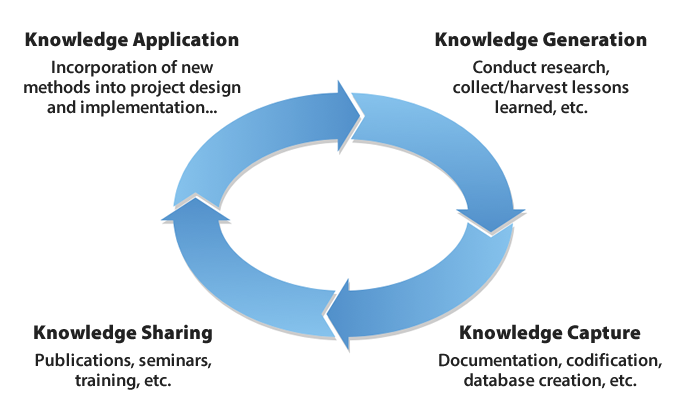 Knowledge Application
Incorporation of new
methods into project design
and implementation...
Knowledge Generation
Conduct research,
collect/harvest lessons
learned, etc.
Knowledge Sharing
Publications, seminars,
training, etc.
Knowledge Capture
Documentation, codification,
database creation, etc.